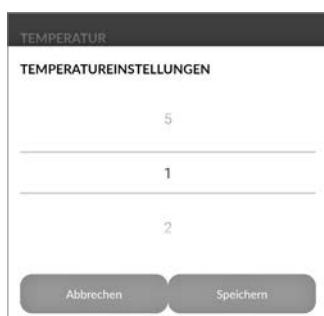 TEMPERATUR
TEMPERATUREINSTELLUNGEN
5
1
2
Abbrechen Speichern